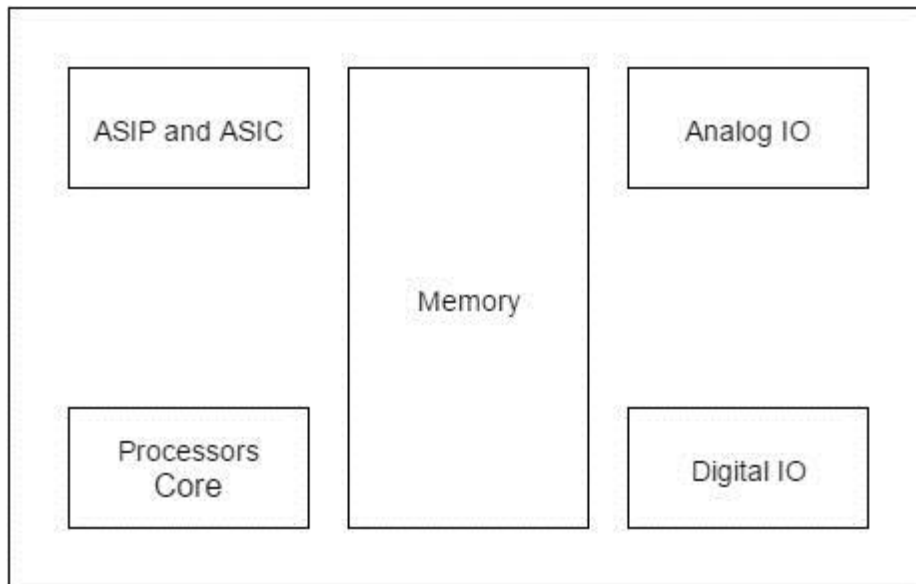 ASIP and ASIC
Analog IO
Memory
Processors
Core
Digital IO